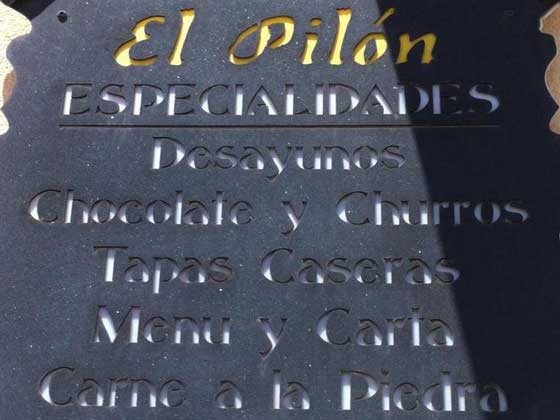 El Pilón
ESPECIALIDADES
Desayunos
Chocolate y Churros
Tapas Caseras
Menu y Carta
Carne a la Piedra